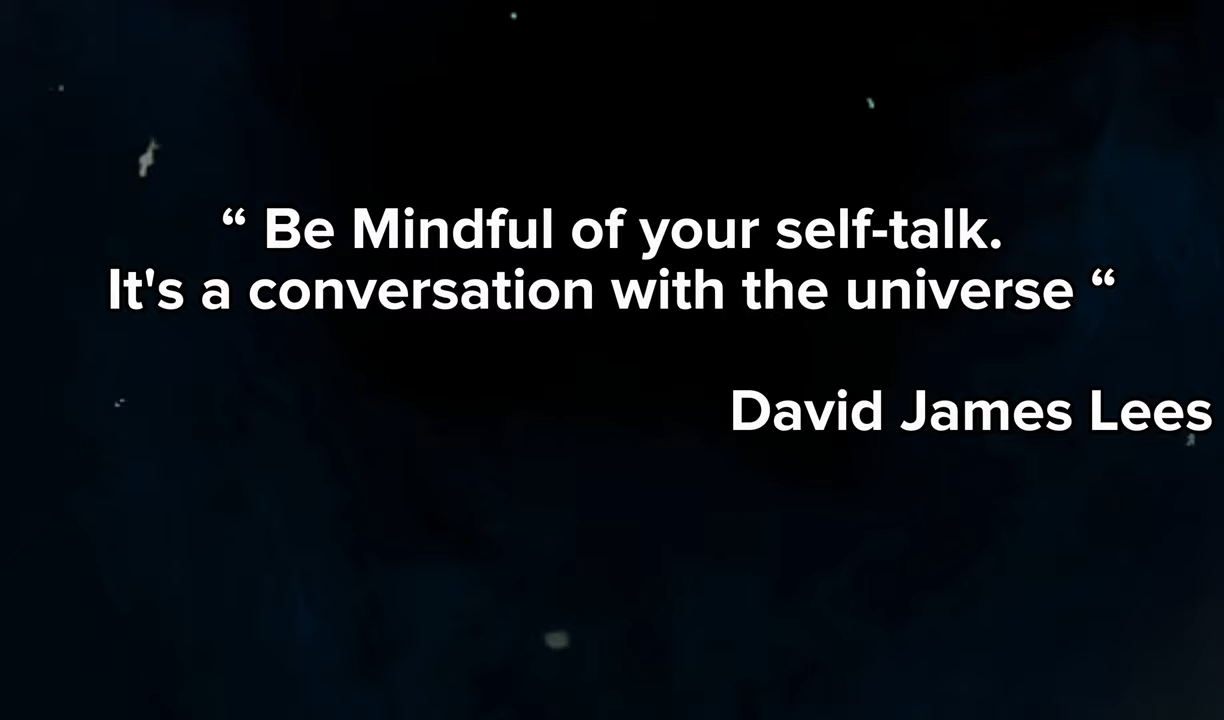 “ Be Mindful of your self-talk.
It's a conversation with the universe “
David James Lees